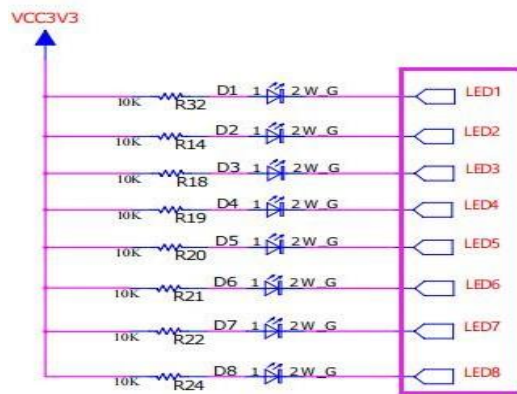 VCC3V3
10K R32 D1 1 2 W_G LED1
10K R14 D2 1 2 W_G LED2
10K R18 D3 1 2 W_G LED3
10K R19 D4 1 2 W_G LED4
10K R20 D5 1 2 W_G LED5
10K R21 D6 1 2 W_G LED6
10K R22 D7 1 2 W_G LED7
10K R24 D8 1 2 W_G LED8